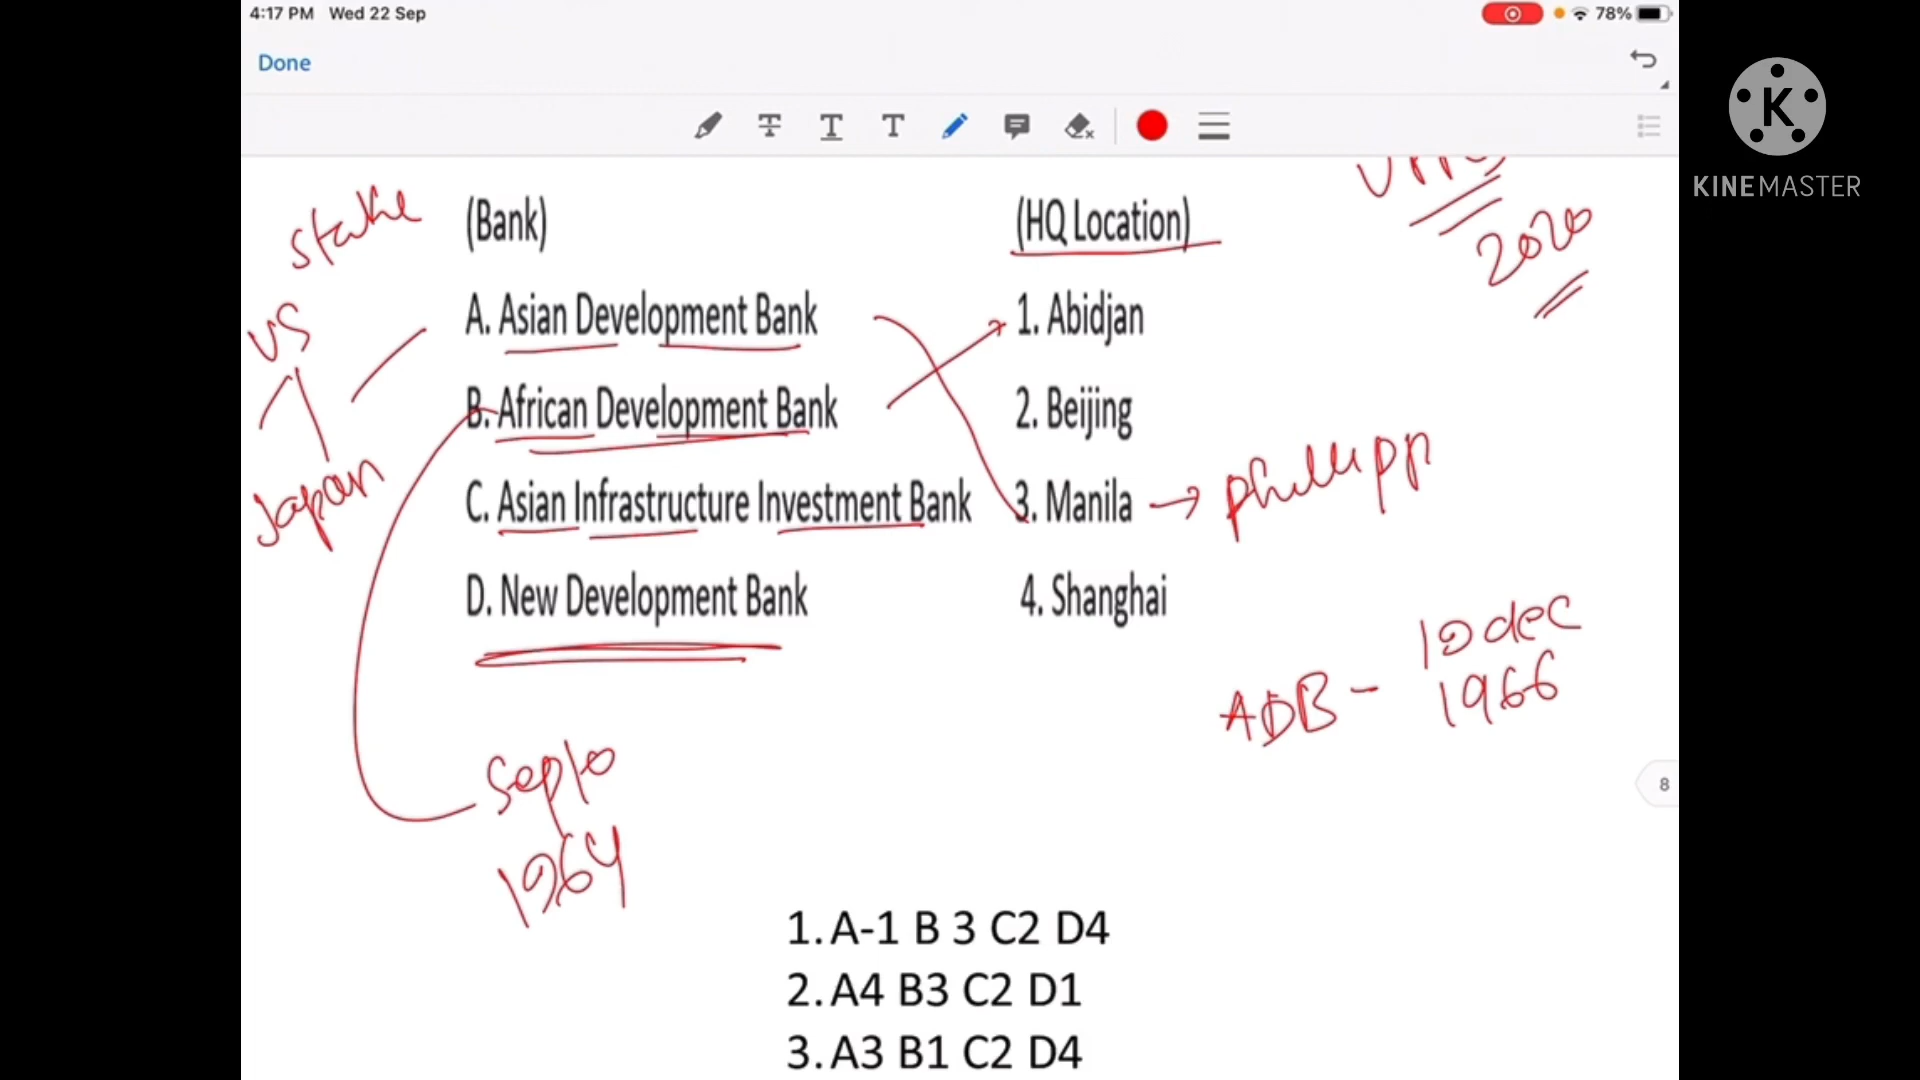 4:17 PM Wed 22 Sep
78%
Done
T T T
K
KINEMASTER
2020
stake
(Bank) (HQ Location)
US
A. Asian Development Bank 1. Abidjan
B. African Development Bank 2. Beijing
Japan
C. Asian Infrastructure Investment Bank 3. Manila →
D. New Development Bank 4. Shanghai
ADB - 10 dec
1966
8
Sep 10
1964
1. A-1 B 3 C2 D4
2. A4 B3 C2 D1
3. A3 B1 C2 D4